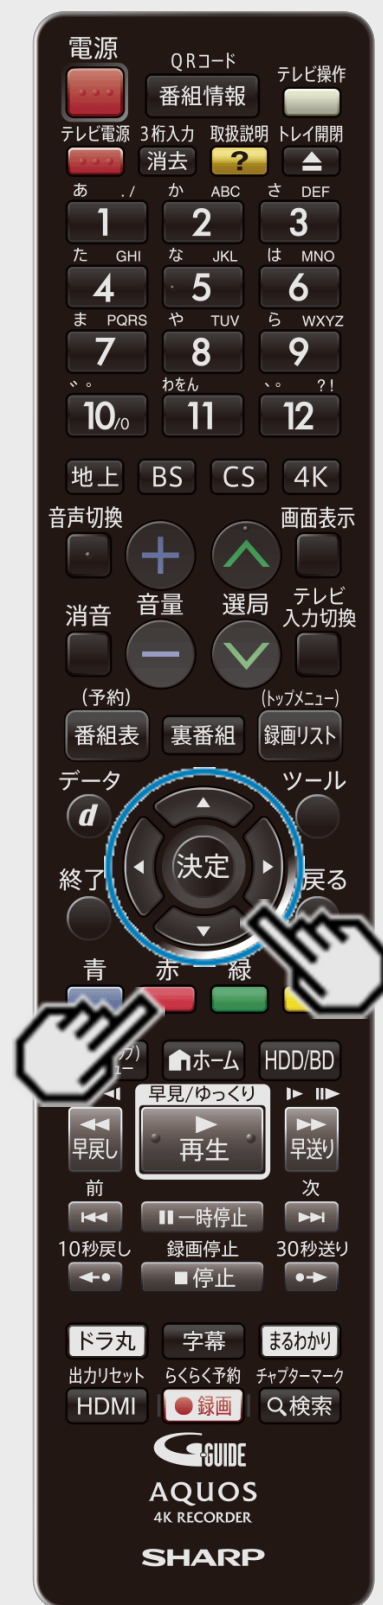 電源
QRコード
番組情報
テレビ操作
テレビ電源 3桁入力 取扱説明 トレイ開閉
消去 ?
あ ./ か ABC さ DEF
1 2 3
た GHI な JKL は MNO
4 5 6
ま PQRS や TUV ら WXYZ
7 8 9
゛゜ わをん 、。 ?!
10/0 11 12
地上 BS CS 4K
音声切換 画面表示
音量 選局
消音 テレビ入力切換
(予約) (トップメニュー)
番組表 裏番組 録画リスト
データ ツール
d
決定
終了 戻る
青 赤 緑
ホーム HDD/BD
早見/ゆっくり
早戻し 再生 早送り
前 次
一時停止
10秒戻し 録画停止 30秒送り
停止
ドラ丸 字幕 まるわかり
出力リセット らくらく予約 チャプターマーク
HDMI 録画 検索
G-GUIDE
AQUOS
4K RECORDER
SHARP